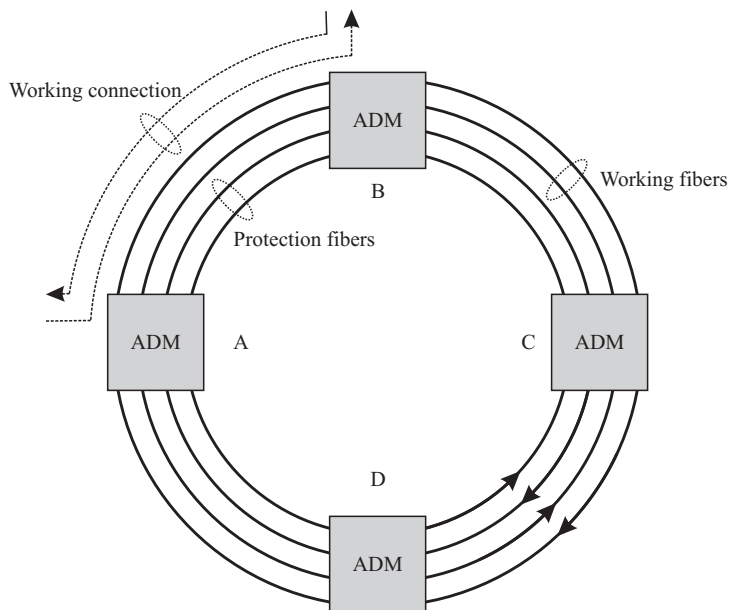 Working connection
ADM
B
Working fibers
Protection fibers
ADM
A
C
ADM
D
ADM